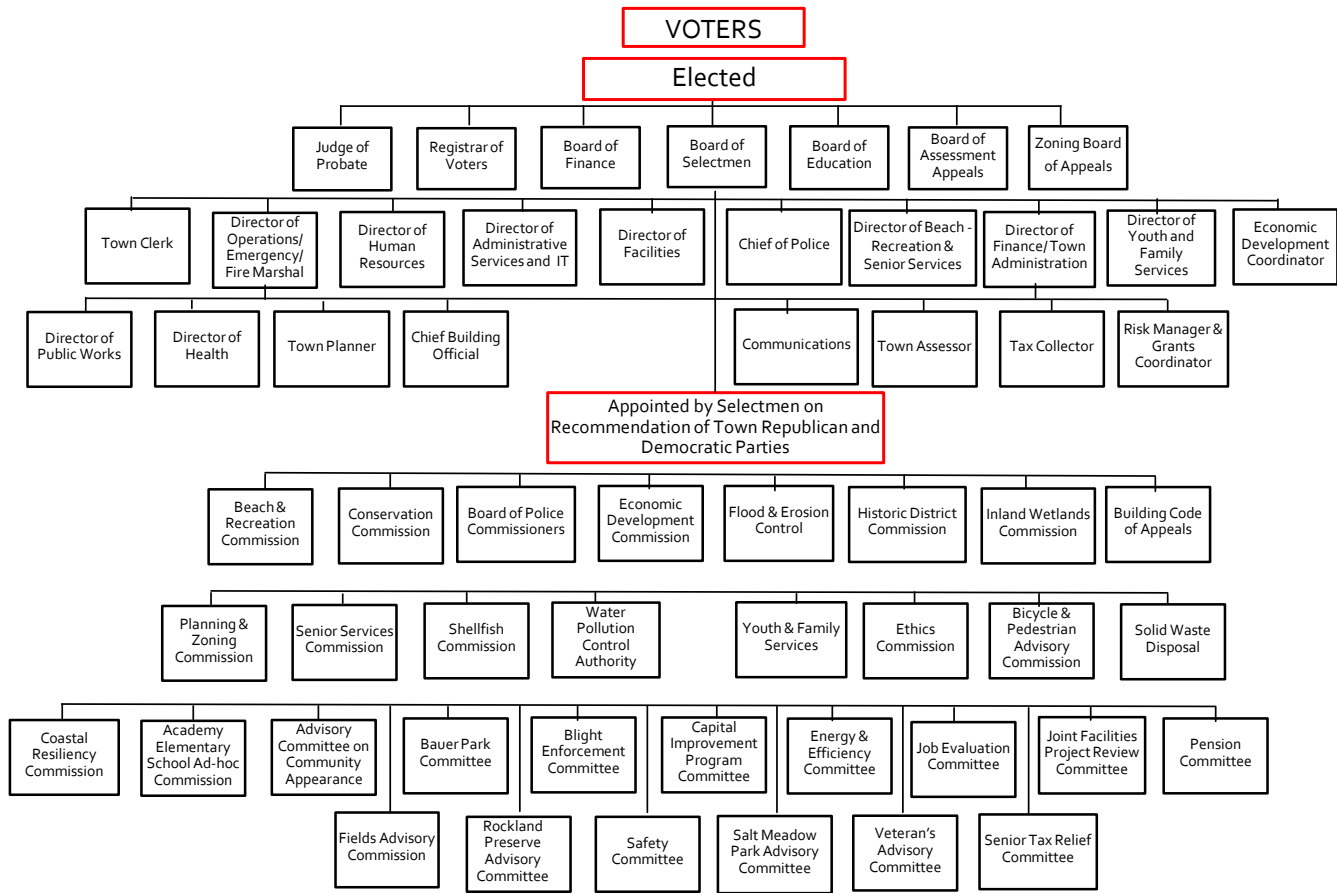 VOTERS
Elected
Judge of
Probate
Registrar of
Voters
Board of
Finance
Board of
Selectmen
Board of
Education
Board of
Assessment
Appeals
Zoning Board
of Appeals
Town Clerk
Director of
Operations/
Emergency/
Fire Marshal
Director of
Human
Resources
Director of
Administrative
Services and IT
Director of
Facilities
Chief of Police
Director of Beach -
Recreation &
Senior Services
Director of
Finance/ Town
Administration
Director of
Youth and
Family
Services
Economic
Development
Coordinator
Director of
Public Works
Director of
Health
Town Planner
Chief Building
Official
Communications
Town Assessor
Tax Collector
Risk Manager &
Grants
Coordinator
Appointed by Selectmen on
Recommendation of Town Republican and
Democratic Parties
Beach &
Recreation
Commission
Conservation
Commission
Board of Police
Commissioners
Economic
Development
Commission
Flood & Erosion
Control
Historic District
Commission
Inland Wetlands
Commission
Building Code
of Appeals
Planning &
Zoning
Commission
Senior Services
Commission
Shellfish
Commission
Water
Pollution
Control
Authority
Youth & Family
Services
Ethics
Commission
Bicycle &
Pedestrian
Advisory
Commission
Solid Waste
Disposal
Coastal
Resiliency
Commission
Academy
Elementary
School Ad-hoc
Commission
Advisory
Committee on
Community
Appearance
Bauer Park
Committee
Blight
Enforcement
Committee
Capital
Improvement
Program
Committee
Energy &
Efficiency
Committee
Job Evaluation
Committee
Joint Facilities
Project Review
Committee
Pension
Committee
Fields Advisory
Commission
Rockland
Preserve
Advisory
Committee
Safety
Committee
Salt Meadow
Park Advisory
Committee
Veteran's
Advisory
Committee
Senior Tax Relief
Committee